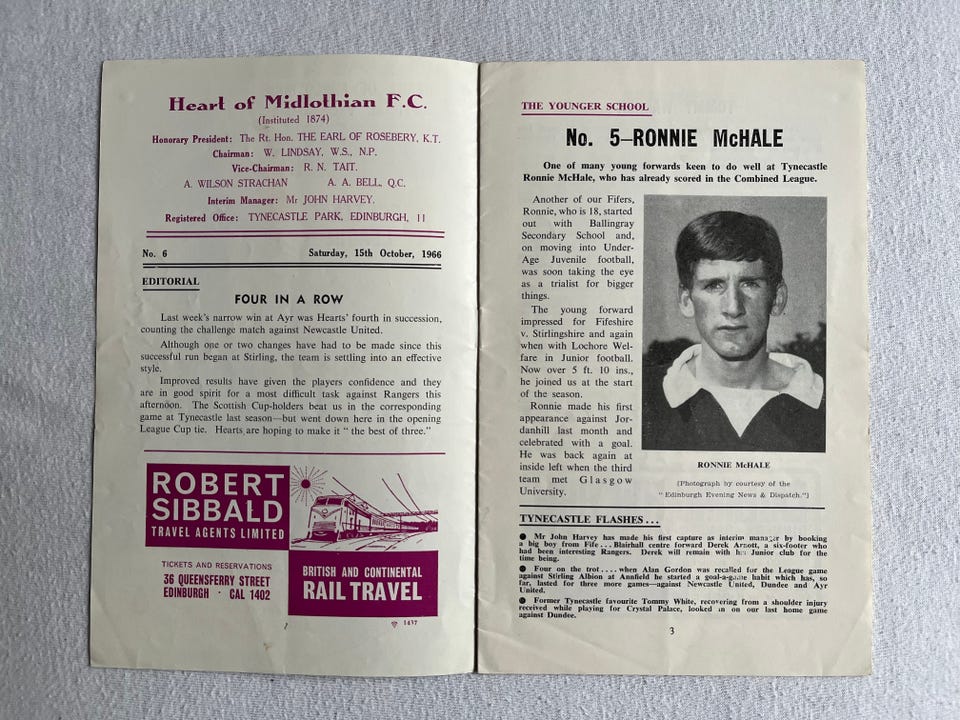 Heart of Midlothian F.C.
(Instituted 1874)
Honorary President: The Rt. Hon. THE EARL OF ROSEBERY, K.T.
Chairman: W. LINDSAY, W.S., N.P.
Vice-Chairman: R. N. TAIT.
A. WILSON STRACHAN A. A. BELL, Q.C.
Interim Manager: Mr JOHN HARVEY.
Registered Office: TYNECASTLE PARK, EDINBURGH, 11
No. 6 Saturday, 15th October, 1966
EDITORIAL
FOUR IN A ROW
Last week's narrow win at Ayr was Hearts' fourth in succession,
counting the challenge match against Newcastle United.
Although one or two changes have had to be made since this
successful run began at Stirling, the team is settling into an effective
style.
Improved results have given the players confidence and they
are in good spirit for a most difficult task against Rangers this
afternoon. The Scottish Cup-holders beat us in the corresponding
game at Tynecastle last season—but went down here in the opening
League Cup tie. Hearts are hoping to make it " the best of three."
ROBERT
SIBBALD
TRAVEL AGENTS LIMITED
TICKETS AND RESERVATIONS
36 QUEENSFERRY STREET
EDINBURGH · CAL 1402
BRITISH AND CONTINENTAL
RAIL TRAVEL
1437
THE YOUNGER SCHOOL
No. 5—RONNIE McHALE
One of many young forwards keen to do well at Tynecastle
Ronnie McHale, who has already scored in the Combined League.
Another of our Fifers,
Ronnie, who is 18, started
out with Ballingray
Secondary School and,
on moving into Under-
Age Juvenile football,
was soon taking the eye
as a trialist for bigger
things.
The young forward
impressed for Fifeshire
v. Stirlingshire and again
when with Lochore Wel-
fare in Junior football.
Now over 5 ft. 10 ins.,
he joined us at the start
of the season.
Ronnie made his first
appearance against Jor-
danhill last month and
celebrated with a goal.
He was back again at
inside left when the third
team met Glasgow
University.
RONNIE McHALE
(Photograph by courtesy of the
"Edinburgh Evening News & Dispatch.")
TYNECASTLE FLASHES . . .
● Mr John Harvey has made his first capture as interim manager by booking
a big boy from Fife . . . Blairhall centre forward Derek Arnott, a six-footer who
had been interesting Rangers. Derek will remain with his Junior club for the
time being.
● Four on the trot . . . . when Alan Gordon was recalled for the League game
against Stirling Albion at Annfield he started a goal-a-game habit which has, so
far, lasted for three more games—against Newcastle United, Dundee and Ayr
United.
● Former Tynecastle favourite Tommy White, recovering from a shoulder injury
received while playing for Crystal Palace, looked in on our last home game
against Dundee.
3